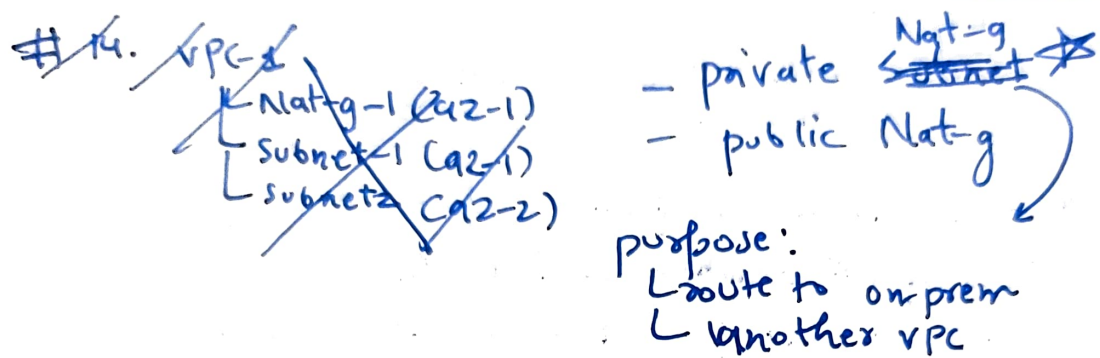 # 14. VPC-1
Nat-g-1 (az-1)
Subnet-1 (az-1)
Subnet2 (az-2)
Nat-g
- private Subnet
- public Nat-g
purpose:
route to on prem
another vpc